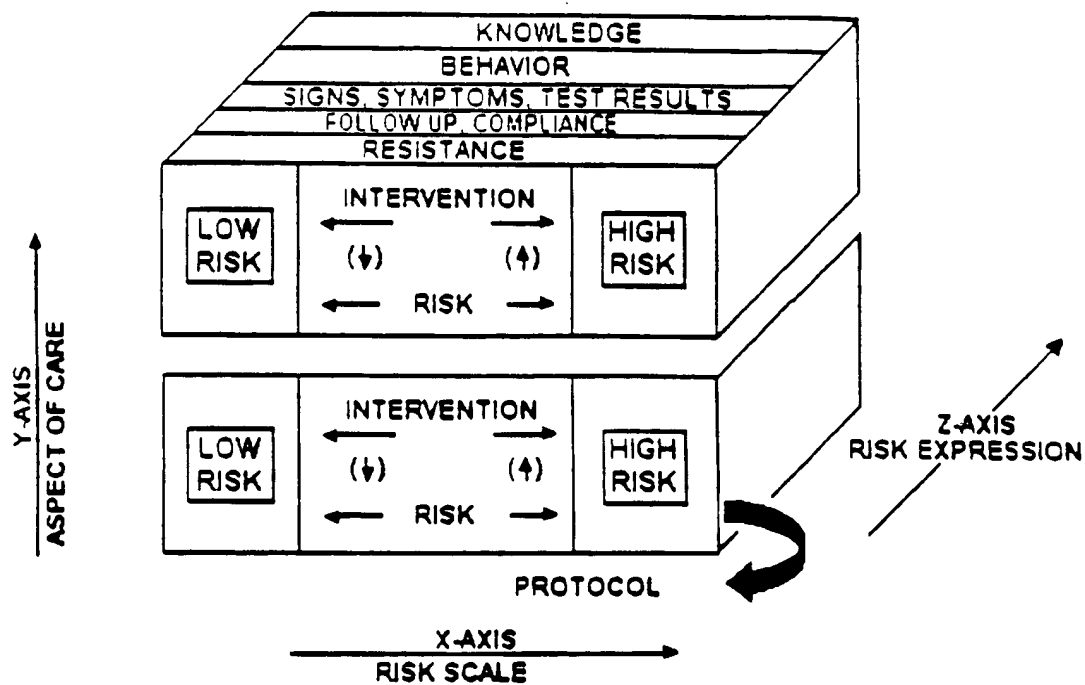 KNOWLEDGE
BEHAVIOR
SIGNS, SYMPTOMS, TEST RESULTS
FOLLOW UP, COMPLIANCE
RESISTANCE
INTERVENTION
LOW
RISK
(↓)
(↑)
HIGH
RISK
RISK
INTERVENTION
LOW
RISK
(↓)
(↑)
HIGH
RISK
RISK
Y-AXIS
ASPECT OF CARE
Z-AXIS
RISK EXPRESSION
PROTOCOL
X-AXIS
RISK SCALE